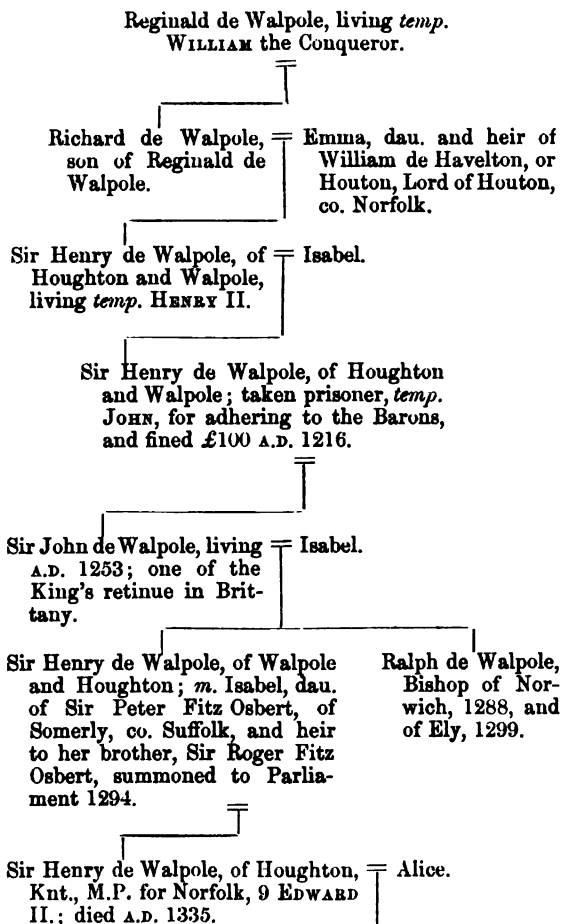 Reginald de Walpole, living temp.
WILLIAM the Conqueror.
Richard de Walpole,
son of Reginald de
Walpole.
Emma, dau. and heir of
William de Havelton, or
Houton, Lord of Houton,
co. Norfolk.
Sir Henry de Walpole, of
Houghton and Walpole,
living temp. HENRY II.
Isabel.
Sir Henry de Walpole, of Houghton
and Walpole; taken prisoner, temp.
JOHN, for adhering to the Barons,
and fined £100 A.D. 1216.
Sir John de Walpole, living
A.D. 1253; one of the
King's retinue in Brit-
tany.
Isabel.
Sir Henry de Walpole, of Walpole
and Houghton; m. Isabel, dau.
of Sir Peter Fitz Osbert, of
Somerly, co. Suffolk, and heir
to her brother, Sir Roger Fitz
Osbert, summoned to Parlia-
ment 1294.
Ralph de Walpole,
Bishop of Nor-
wich, 1288, and
of Ely, 1299.
Sir Henry de Walpole, of Houghton,
Knt., M.P. for Norfolk, 9 EDWARD
II.; died A.D. 1335.
Alice.